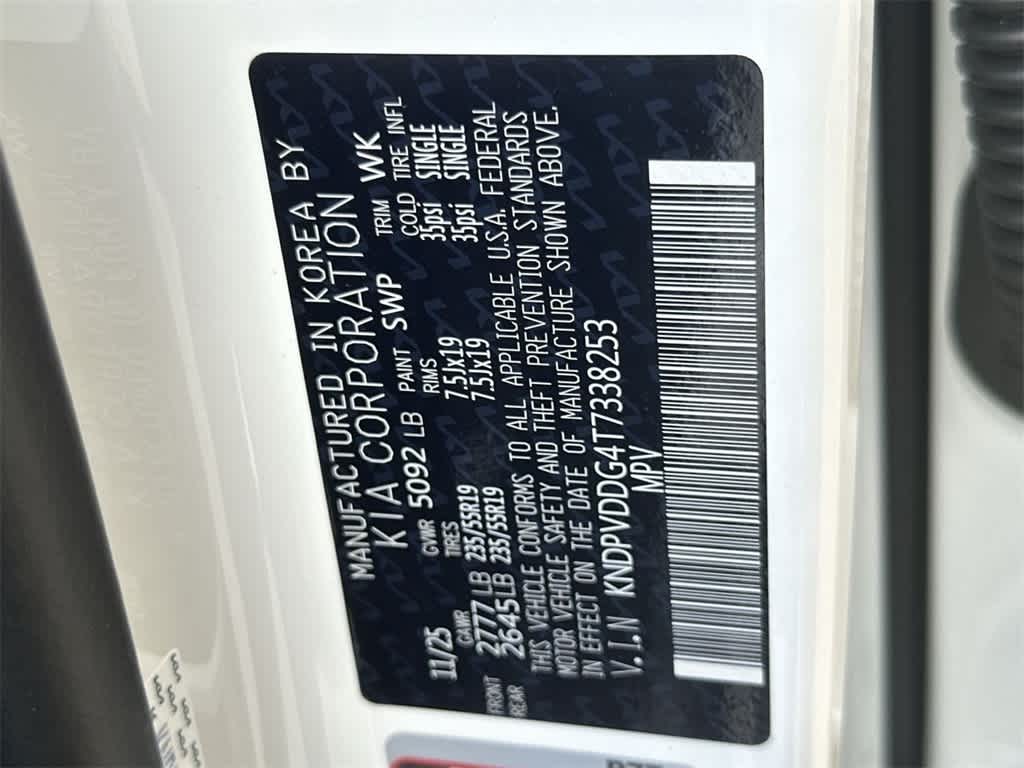 MANUFACTURED IN KOREA BY
KIA CORPORATION
11/25 GVWR 5092 LB PAINT SWP TRIM WK
GAWR TIRES RIMS COLD TIRE INFL
FRONT 2777 LB 235/55R19 7.5Jx19 35psi SINGLE
REAR 2645 LB 235/55R19 7.5Jx19 35psi SINGLE
THIS VEHICLE CONFORMS TO ALL APPLICABLE U.S.A. FEDERAL
MOTOR VEHICLE SAFETY AND THEFT PREVENTION STANDARDS
IN EFFECT ON THE DATE OF MANUFACTURE SHOWN ABOVE.
V.I.N KNDPVDDG4T7338253
MPV